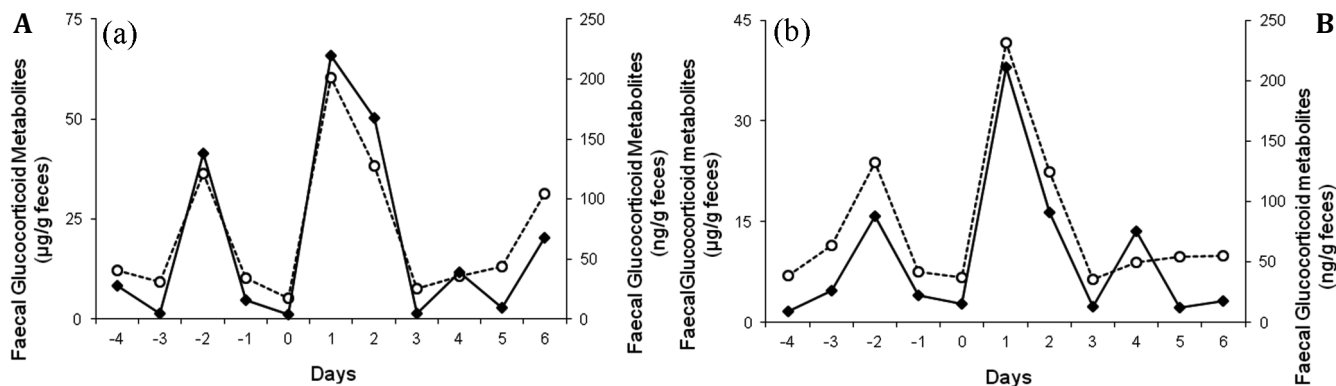 A
(a)
Faecal Glucocorticoid Metabolites
(µg/g feces)
75
50
25
0
250
200
150
100
50
0
Faecal Glucocorticoid Metabolites
(ng/g feces)
-4 -3 -2 -1 0 1 2 3 4 5 6
Days
B
(b)
Faecal Glucocorticoid metabolites
(µg/g feces)
45
30
15
0
250
200
150
100
50
0
Faecal Glucocorticoid metabolites
(ng/g feces)
-4 -3 -2 -1 0 1 2 3 4 5 6
Days